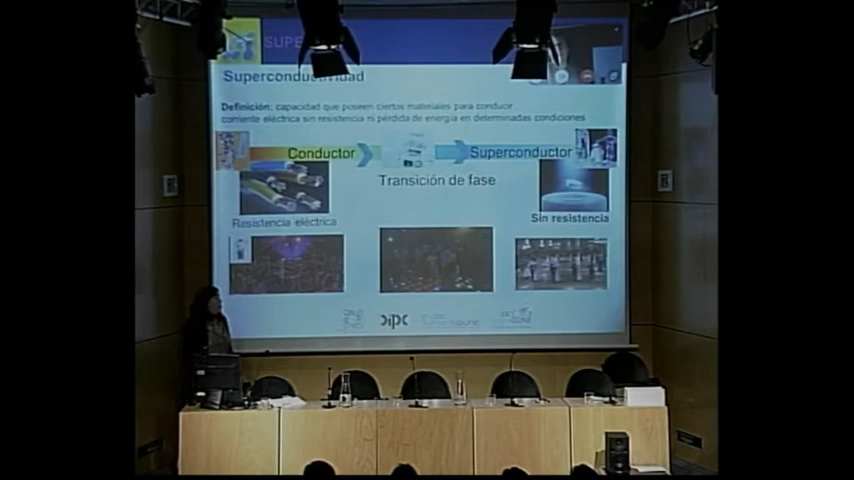 SUPE
Superconductividad
Definición: capacidad que poseen ciertos materiales para conducir
corriente eléctrica sin resistencia ni pérdida de energía en determinadas condiciones
Conductor
Superconductor
Transición de fase
Resistencia eléctrica
Sin resistencia
dipc